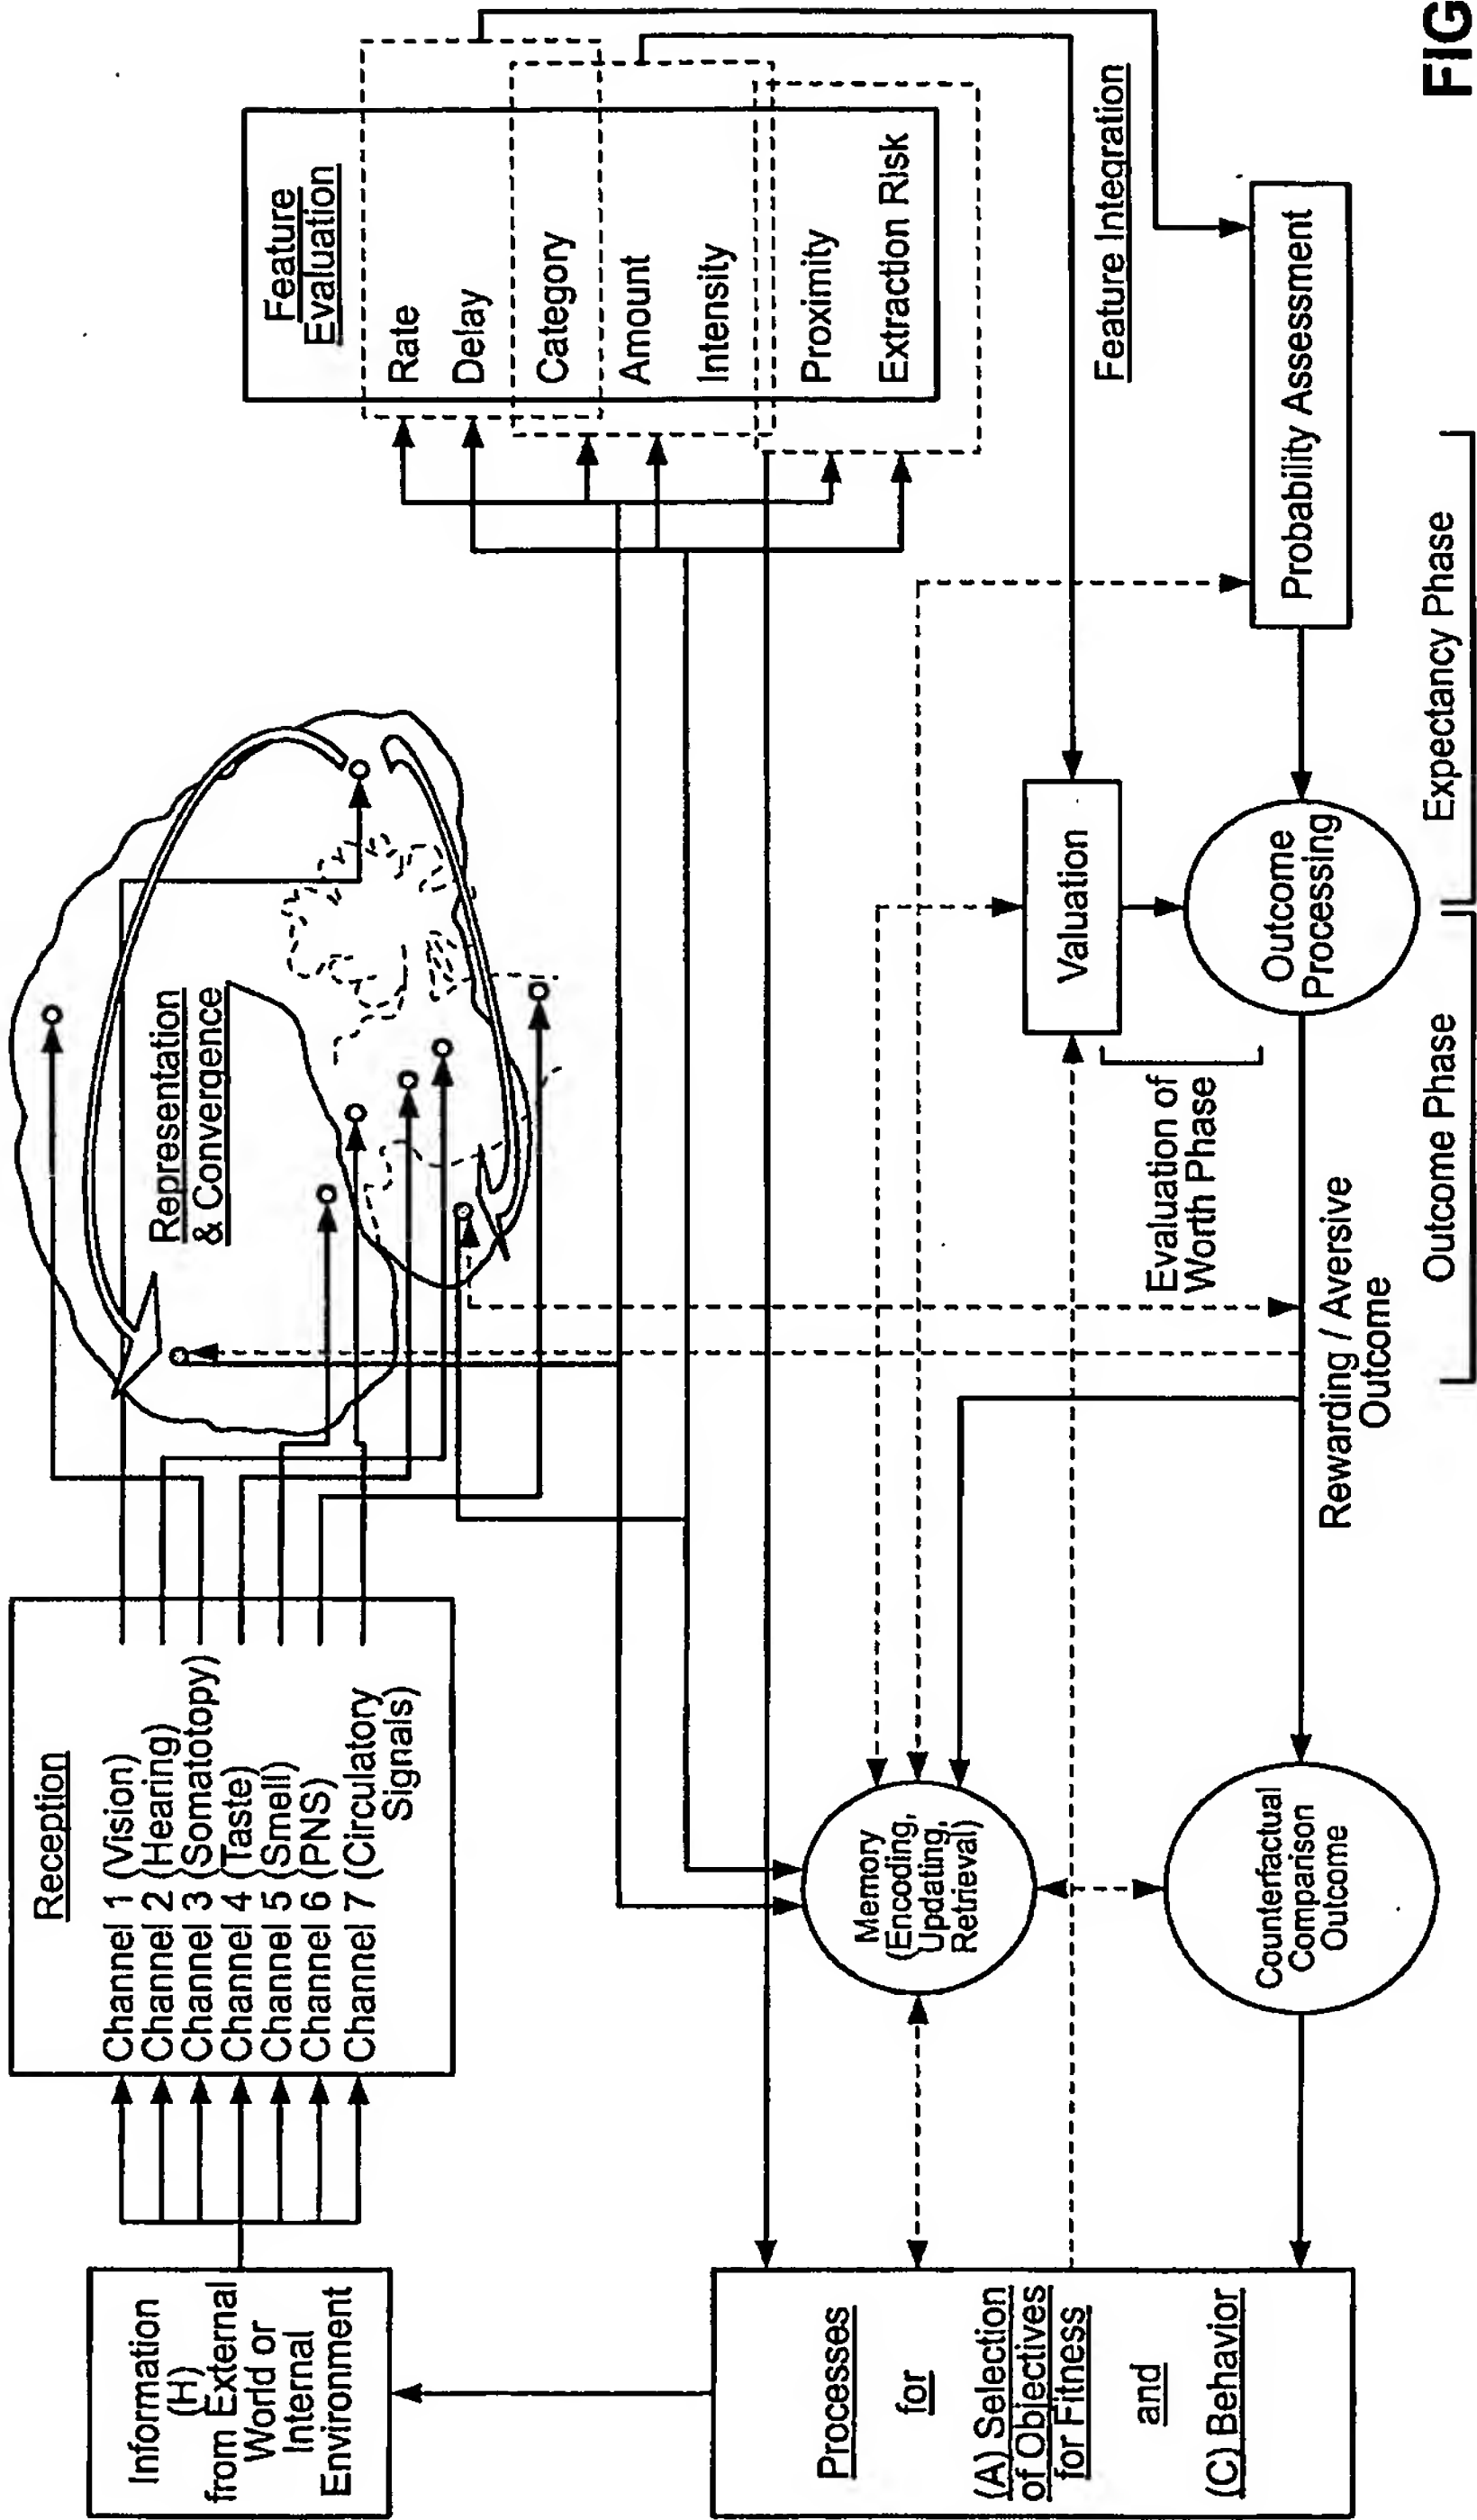 Information
(H)
from External
World or
Internal
Environment
Reception
Channel 1 (Vision)
Channel 2 (Hearing)
Channel 3 (Somatotopy)
Channel 4 (Taste)
Channel 5 (Smell)
Channel 6 (PNS)
Channel 7 (Circulatory
Signals)
Representation
& Convergence
Feature
Evaluation
Rate
Delay
Category
Amount
Intensity
Proximity
Extraction Risk
Feature Integration
Processes
for
(A) Selection
of Objectives
for Fitness
and
(C) Behavior
Memory
(Encoding,
Updating,
Retrieval)
Counterfactual
Comparison
Outcome
Evaluation of
Worth Phase
Valuation
Rewarding / Aversive
Outcome
Outcome
Processing
Probability Assessment
Outcome Phase
Expectancy Phase
FIG